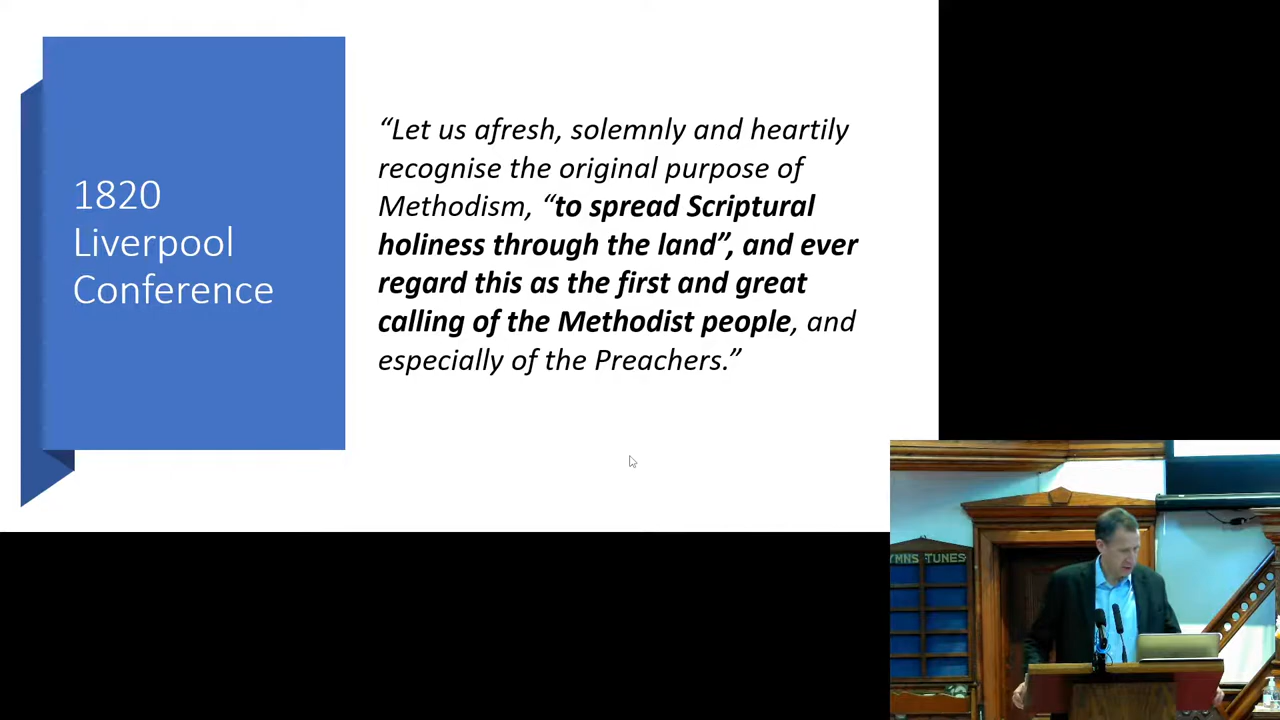 1820
Liverpool
Conference
“Let us afresh, solemnly and heartily
recognise the original purpose of
Methodism, “to spread Scriptural
holiness through the land”, and ever
regard this as the first and great
calling of the Methodist people, and
especially of the Preachers.”
YMNS TUNES